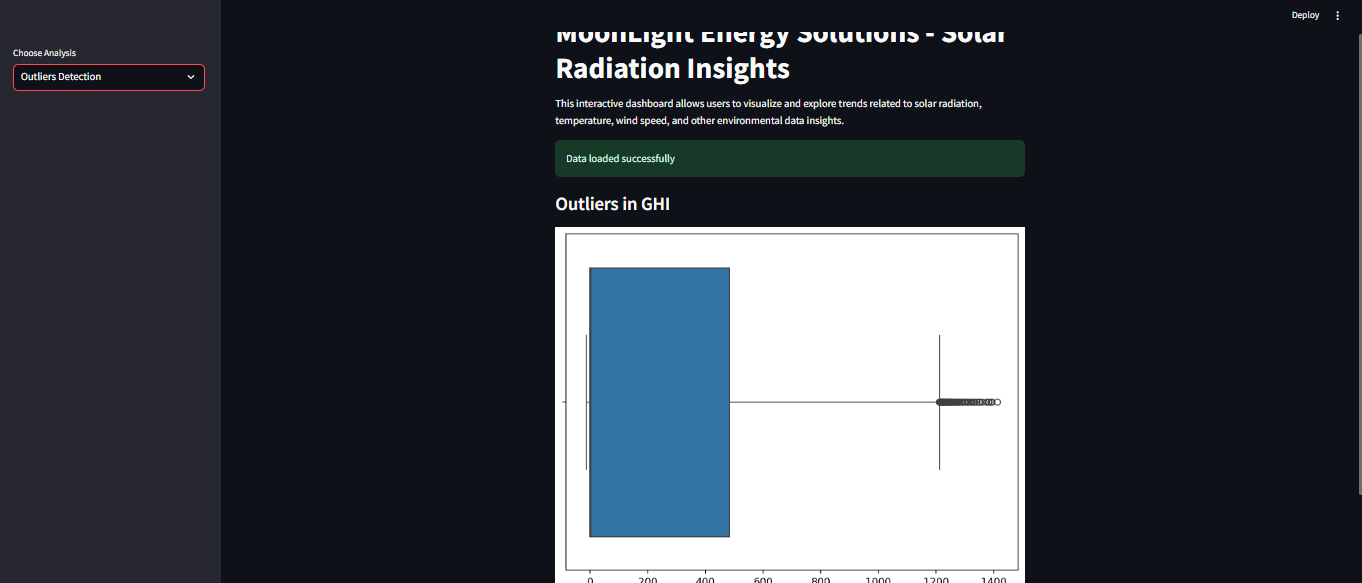 Deploy
Choose Analysis
Outliers Detection
MoonLight Energy Solutions - Solar
Radiation Insights
This interactive dashboard allows users to visualize and explore trends related to solar radiation,
temperature, wind speed, and other environmental data insights.
Data loaded successfully
Outliers in GHI
0 200 400 600 800 1000 1200 1400